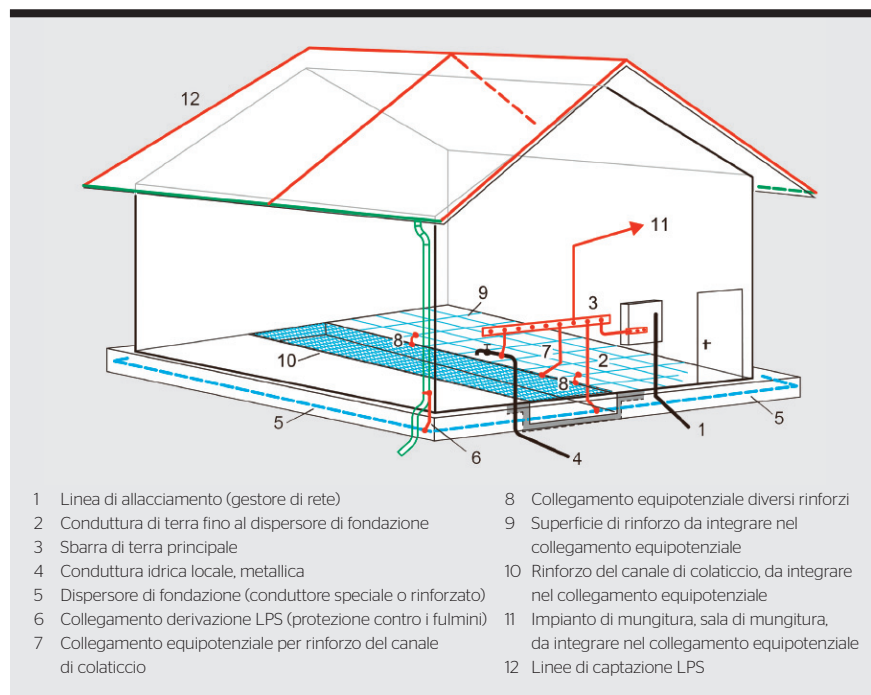 12
11
9
3
8
7
2
10
8
5
6
4
1
5
1 Linea di allacciamento (gestore di rete)
2 Conduttura di terra fino al dispersore di fondazione
3 Sbarra di terra principale
4 Conduttura idrica locale, metallica
5 Dispersore di fondazione (conduttore speciale o rinforzato)
6 Collegamento derivazione LPS (protezione contro i fulmini)
7 Collegamento equipotenziale per rinforzo del canale
di colaticcio
8 Collegamento equipotenziale diversi rinforzi
9 Superficie di rinforzo da integrare nel
collegamento equipotenziale
10 Rinforzo del canale di colaticcio, da integrare
nel collegamento equipotenziale
11 Impianto di mungitura, sala di mungitura,
da integrare nel collegamento equipotenziale
12 Linee di captazione LPS